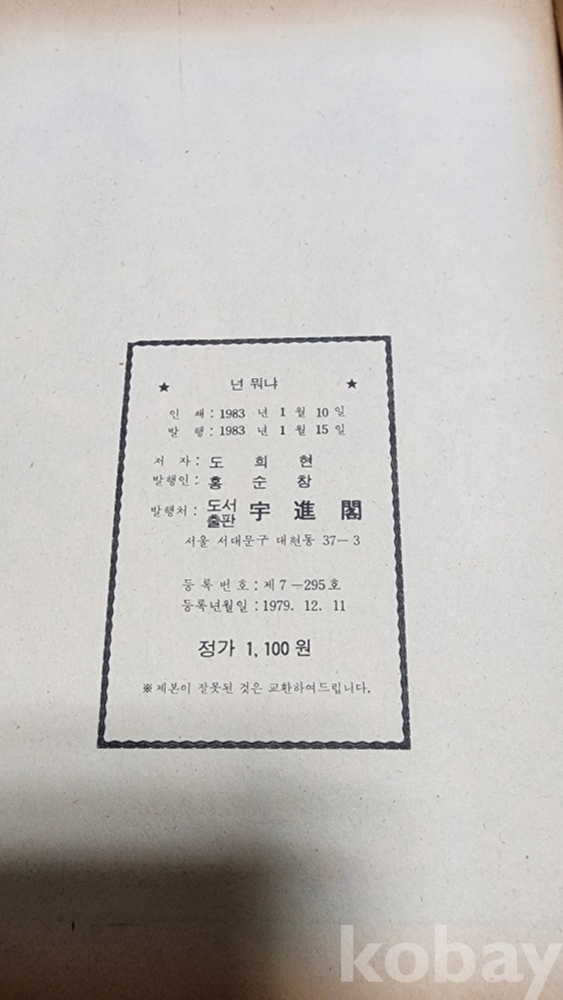 ★ 넌 뭐냐 ★
인 쇄 : 1983 년 1 월 10 일
발 행 : 1983 년 1 월 15 일
저 자 : 도 희 현
발행인 : 홍 순 창
발행처 : 도서출판 宇 進 閣
서울 서대문구 대현동 37-3
등 록 번 호 : 제 7-295호
등록년월일 : 1979. 12. 11
정가 1,100 원
※ 제본이 잘못된 것은 교환하여드립니다.
kobay